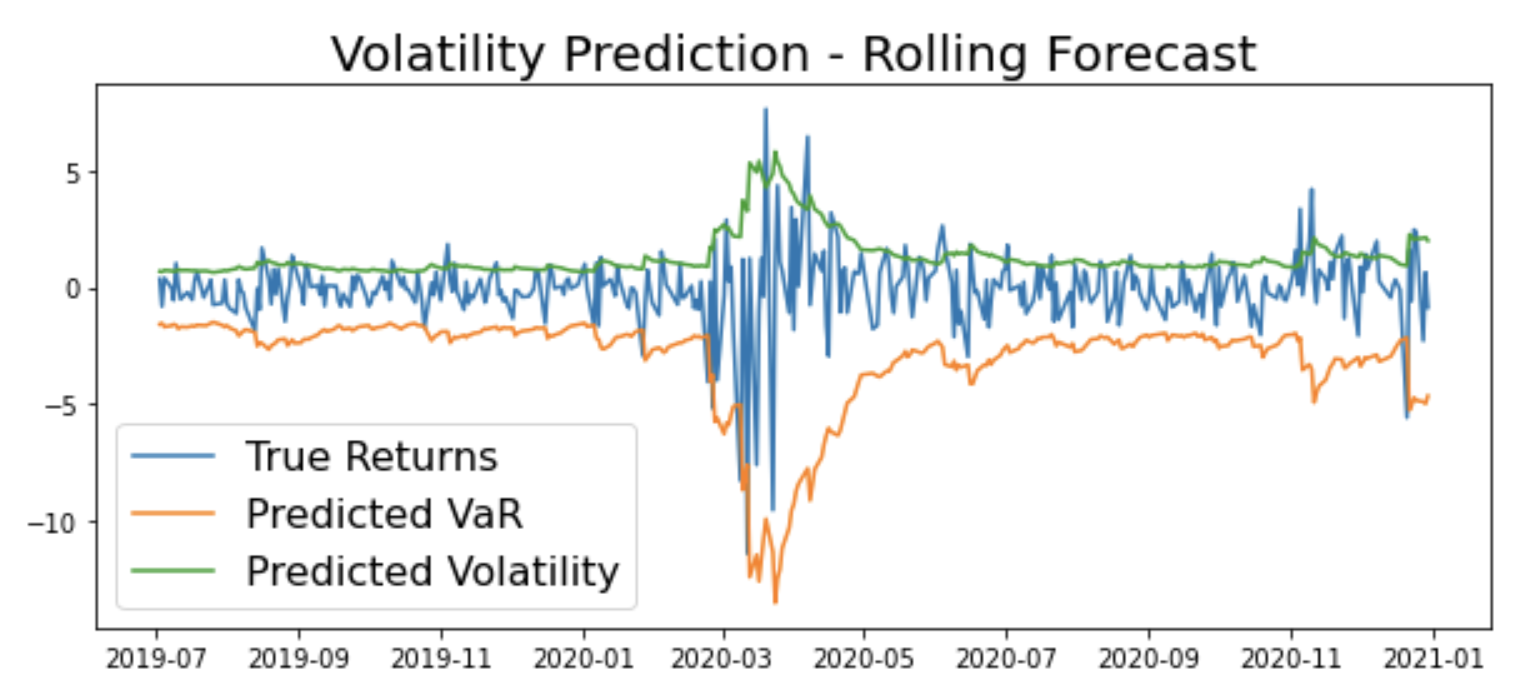 Volatility Prediction - Rolling Forecast
5
0
−5
−10
True Returns
Predicted VaR
Predicted Volatility
2019-07 2019-09 2019-11 2020-01 2020-03 2020-05 2020-07 2020-09 2020-11 2021-01